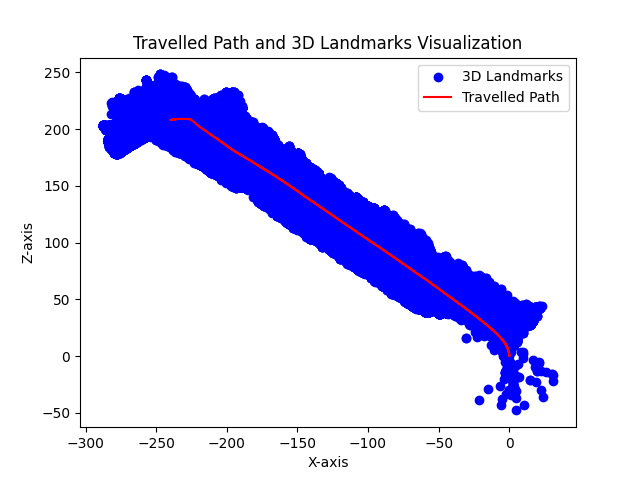 Travelled Path and 3D Landmarks Visualization
3D Landmarks
Travelled Path
250
200
150
100
50
0
−50
Z-axis
−300
−250
−200
−150
−100
−50
0
X-axis